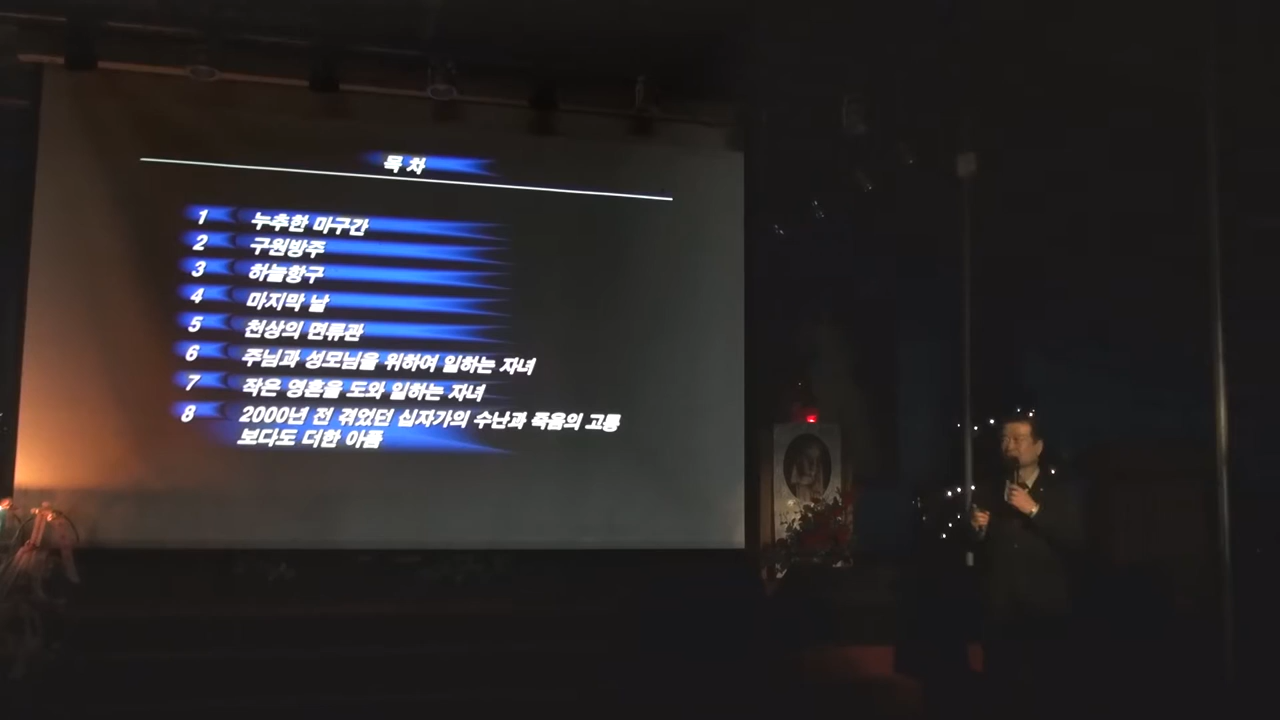 목 차
1 누추한 마구간
2 구원방주
3 하늘항구
4 마지막 날
5 천상의 면류관
6 주님과 성모님을 위하여 일하는 자녀
7 작은 영혼을 도와 일하는 자녀
8 2000년 전 겪었던 십자가의 수난과 죽음의 고통
보다도 더한 아픔